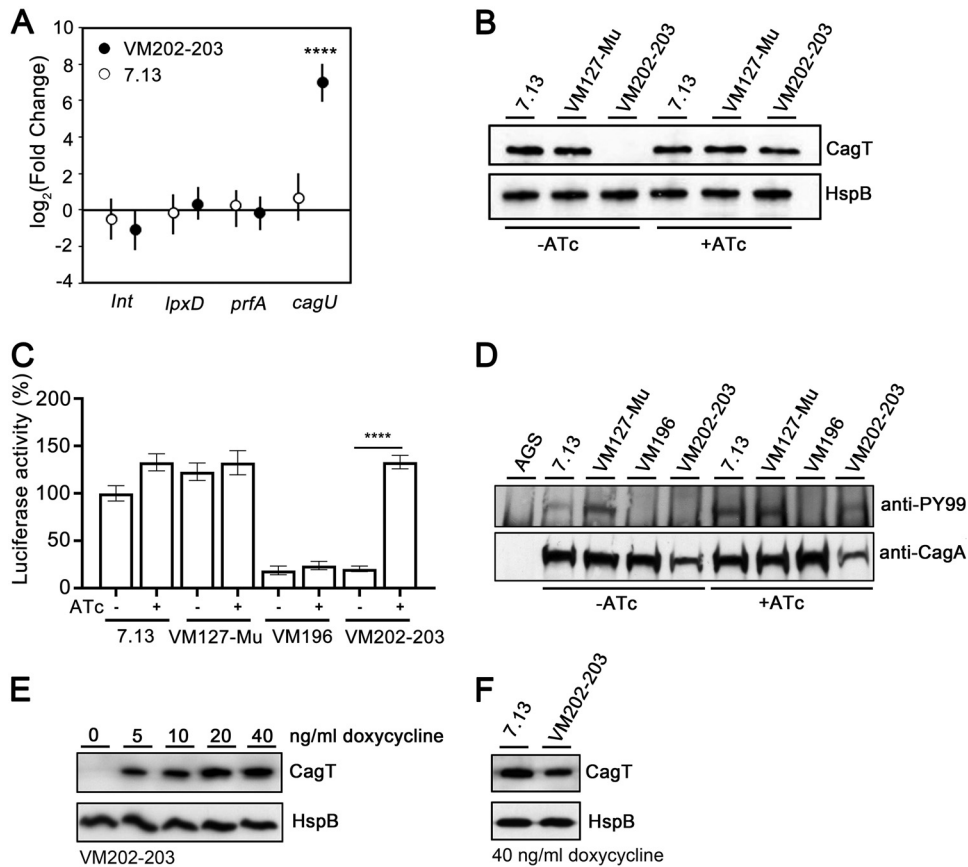 A
log2(Fold Change)
10
8
6
4
2
0
-2
-4
VM202-203
7.13
****
Int lpxD prfA cagU
B
7.13 VM127-Mu VM202-203 7.13 VM127-Mu VM202-203
CagT
HspB
-ATc +ATc
C
Luciferase activity (%)
200
150
100
50
0
****
ATc - + - + - + - +
7.13 VM127-Mu VM196 VM202-203
D
AGS 7.13 VM127-Mu VM196 VM202-203 7.13 VM127-Mu VM196 VM202-203
anti-PY99
anti-CagA
-ATc +ATc
E
0 5 10 20 40 ng/ml doxycycline
CagT
HspB
VM202-203
F
7.13 VM202-203
CagT
HspB
40 ng/ml doxycycline